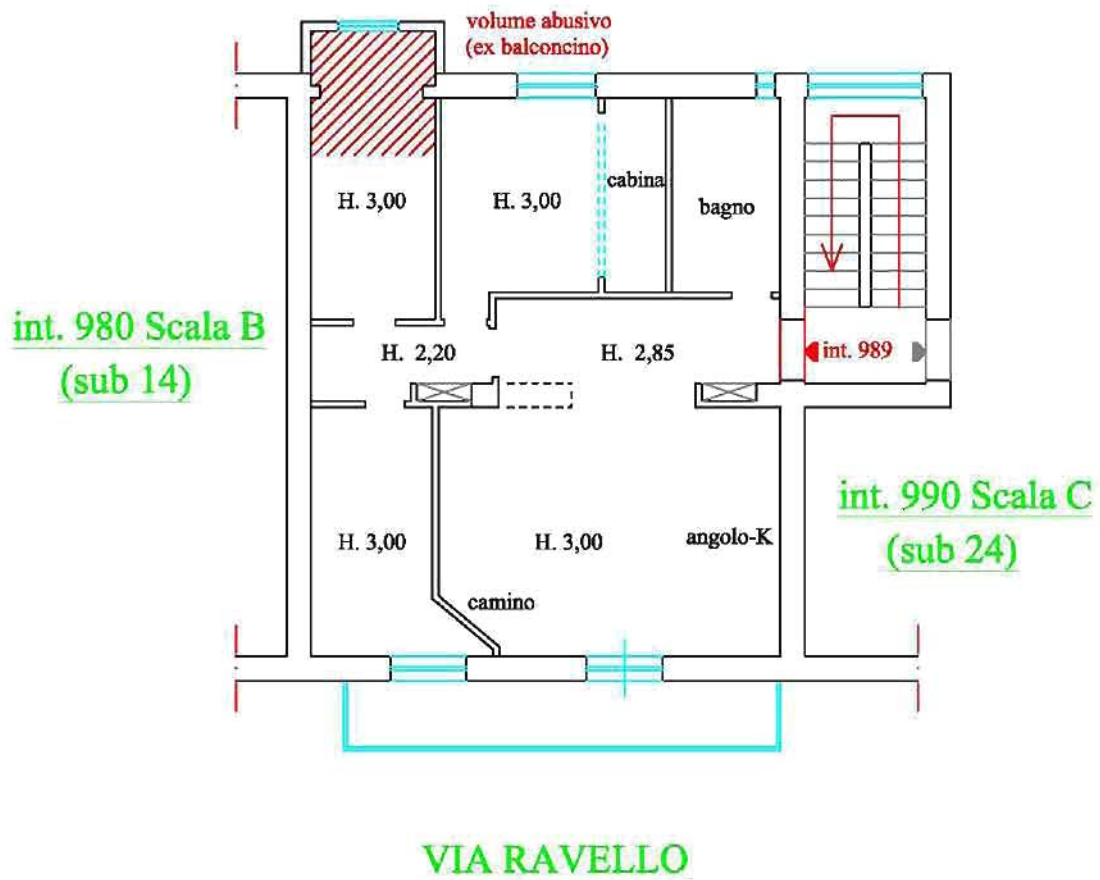 volume abusivo
(ex balconcino)
cabina
H. 3,00
H. 3,00
bagno
int. 980 Scala B
(sub 14)
H. 2,20
H. 2,85
int. 989
int. 990 Scala C
(sub 24)
H. 3,00
H. 3,00
angolo-K
camino
VIA RAVELLO